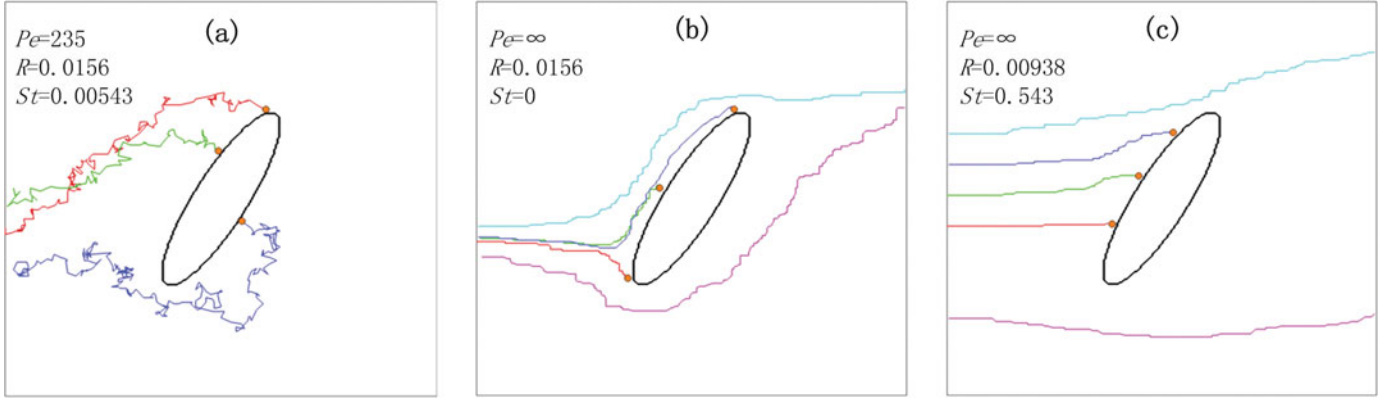 (a)
Pe=235
R=0.0156
St=0.00543
(b)
Pe=∞
R=0.0156
St=0
(c)
Pe=∞
R=0.00938
St=0.543